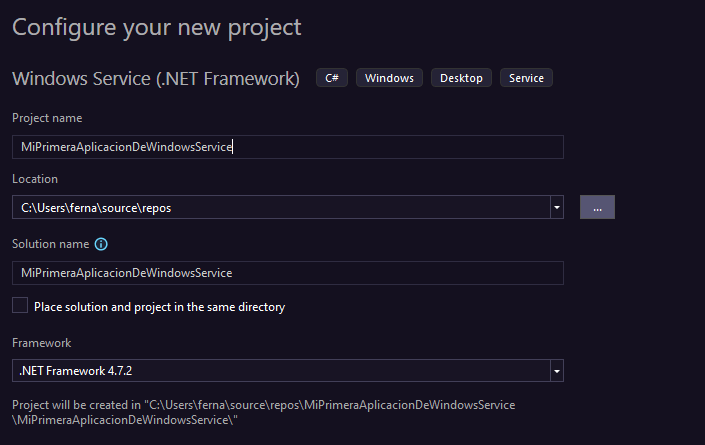 Configure your new project
Windows Service (.NET Framework) C# Windows Desktop Service
Project name
MiPrimeraAplicacionDeWindowsService
Location
C:\Users\ferna\source\repos
...
Solution name
MiPrimeraAplicacionDeWindowsService
Place solution and project in the same directory
Framework
.NET Framework 4.7.2
Project will be created in "C:\Users\ferna\source\repos\MiPrimeraAplicacionDeWindowsService
\MiPrimeraAplicacionDeWindowsService\"